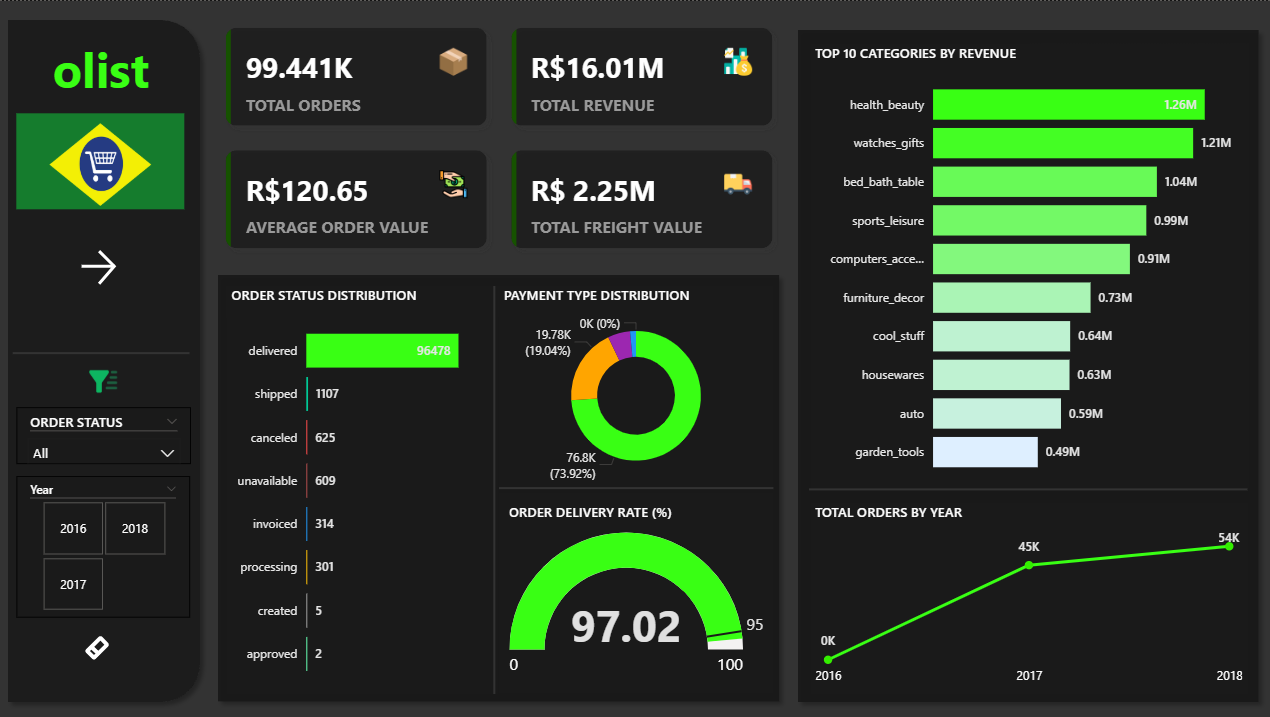 olist
ORDER STATUS
All
Year
2016
2018
2017
99.441K
TOTAL ORDERS
R$16.01M
TOTAL REVENUE
R$120.65
AVERAGE ORDER VALUE
R$ 2.25M
TOTAL FREIGHT VALUE
ORDER STATUS DISTRIBUTION
delivered 96478
shipped 1107
canceled 625
unavailable 609
invoiced 314
processing 301
created 5
approved 2
PAYMENT TYPE DISTRIBUTION
0K (0%)
19.78K
(19.04%)
76.8K
(73.92%)
ORDER DELIVERY RATE (%)
97.02
95
0
100
TOP 10 CATEGORIES BY REVENUE
health_beauty 1.26M
watches_gifts 1.21M
bed_bath_table 1.04M
sports_leisure 0.99M
computers_acce... 0.91M
furniture_decor 0.73M
cool_stuff 0.64M
housewares 0.63M
auto 0.59M
garden_tools 0.49M
TOTAL ORDERS BY YEAR
0K
45K
54K
2016
2017
2018